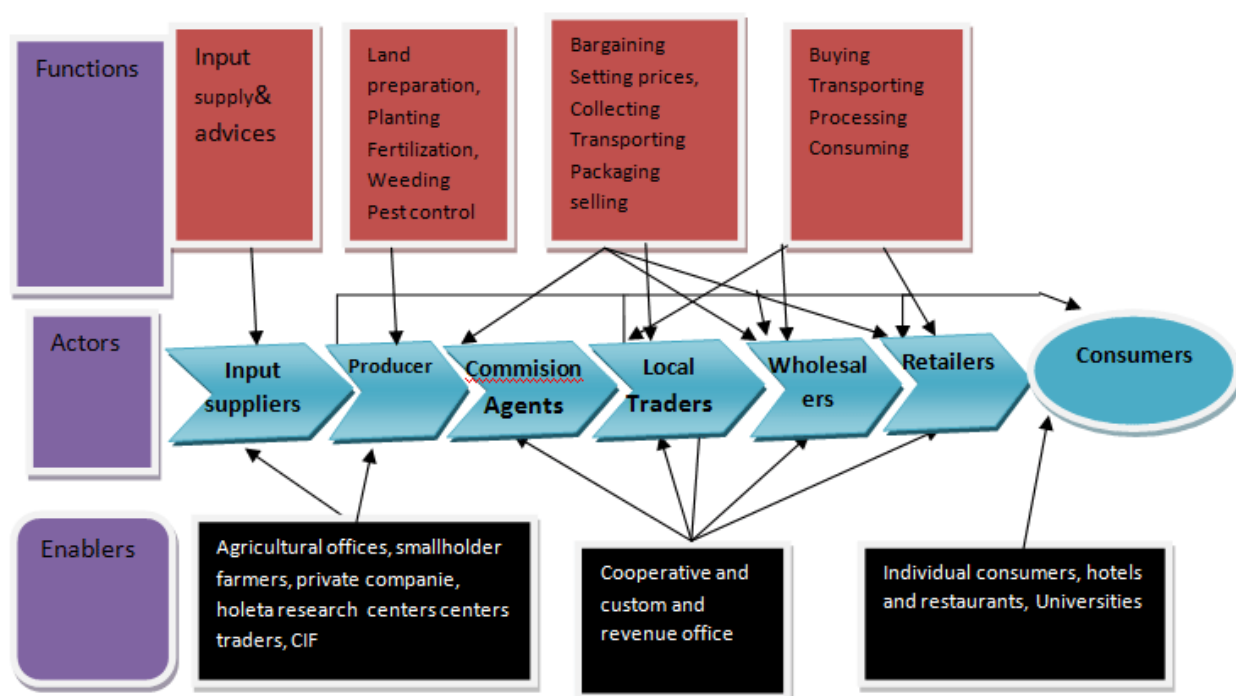 Functions
Input
supply&
advices
Land
preparation,
Planting
Fertilization,
Weeding
Pest control
Bargaining
Setting prices,
Collecting
Transporting
Packaging
selling
Buying
Transporting
Processing
Consuming
Actors
Input
suppliers
Producer
Commision
Agents
Local
Traders
Wholesal
ers
Retailers
Consumers
Enablers
Agricultural offices, smallholder
farmers, private companie,
holeta research centers centers
traders, CIF
Cooperative and
custom and
revenue office
Individual consumers, hotels
and restaurants, Universities